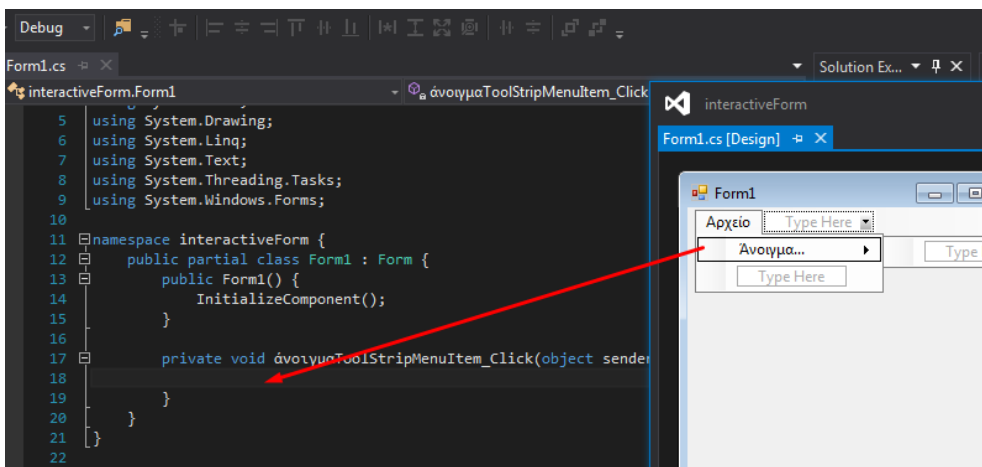 Debug
Form1.cs
Solution Ex...
interactiveForm.Form1
άνοιγμαToolStripMenuItem_Click
5 using System.Drawing;
6 using System.Linq;
7 using System.Text;
8 using System.Threading.Tasks;
9 using System.Windows.Forms;
10
11 namespace interactiveForm {
12 public partial class Form1 : Form {
13 public Form1() {
14 InitializeComponent();
15 }
16
17 private void άνοιγμαToolStripMenuItem_Click(object sender
18
19 }
20 }
21 }
22
interactiveForm
Form1.cs [Design]
Form1
Αρχείο Type Here
Άνοιγμα... Type
Type Here